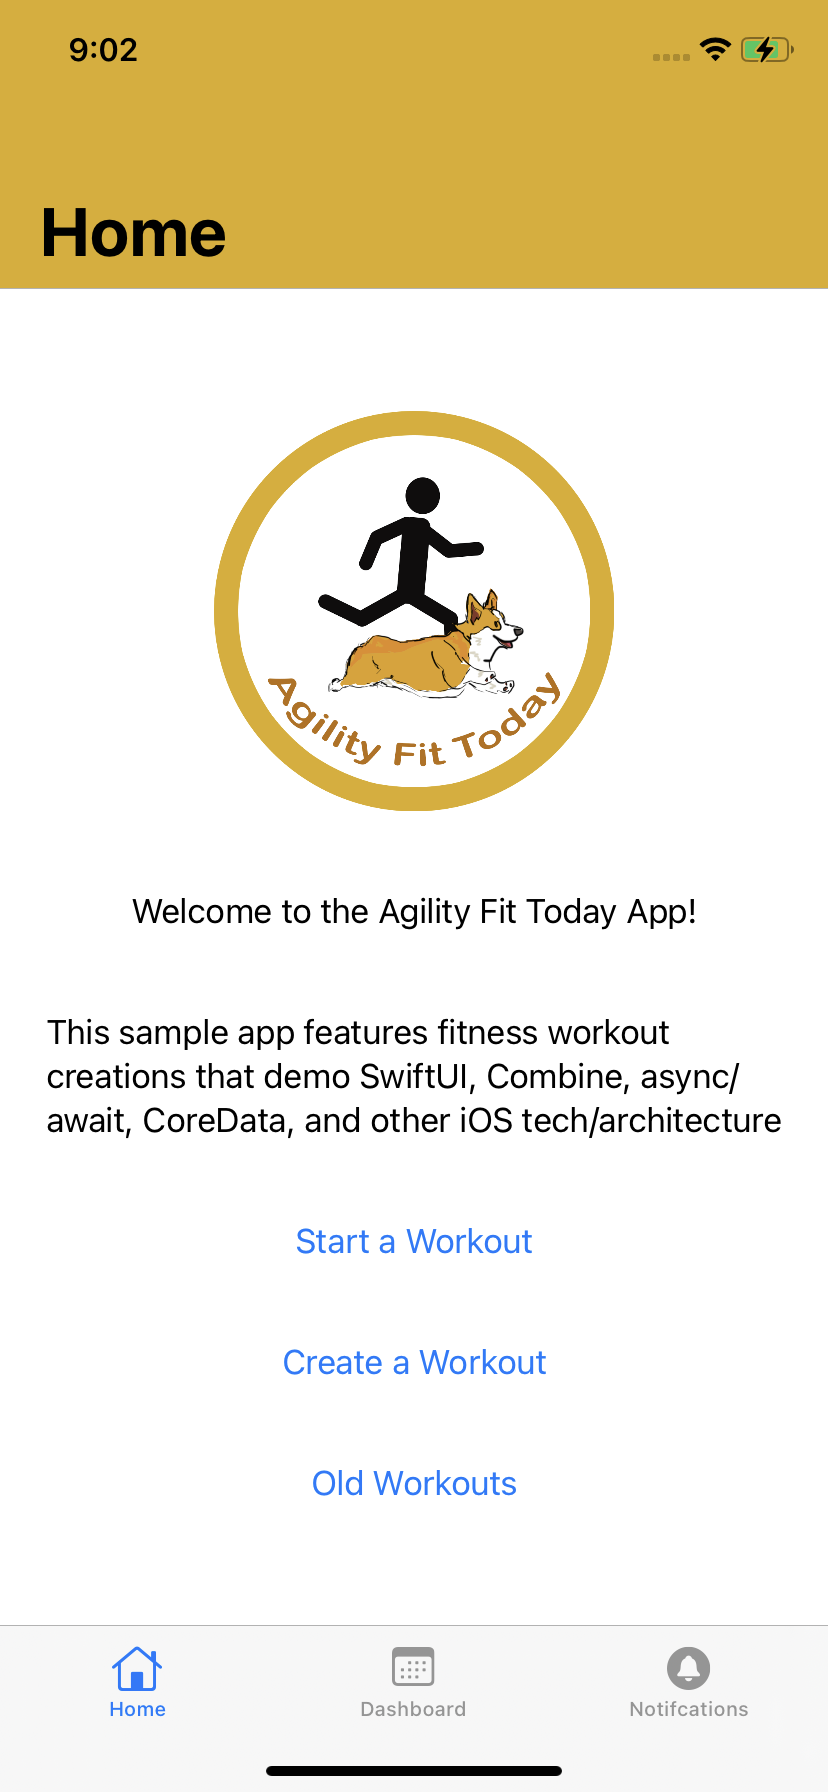 9:02
Home
Agility Fit Today
Welcome to the Agility Fit Today App!
This sample app features fitness workout
creations that demo SwiftUI, Combine, async/
await, CoreData, and other iOS tech/architecture
Start a Workout
Create a Workout
Old Workouts
Home
Dashboard
Notifcations